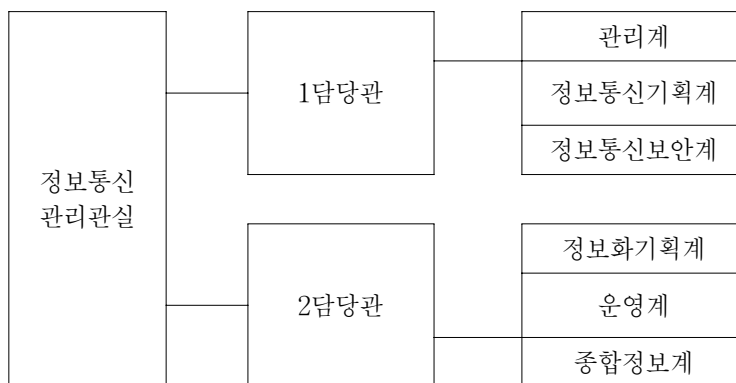 정보통신
관리관실
1담당관
관리계
정보통신기획계
정보통신보안계
2담당관
정보화기획계
운영계
종합정보계